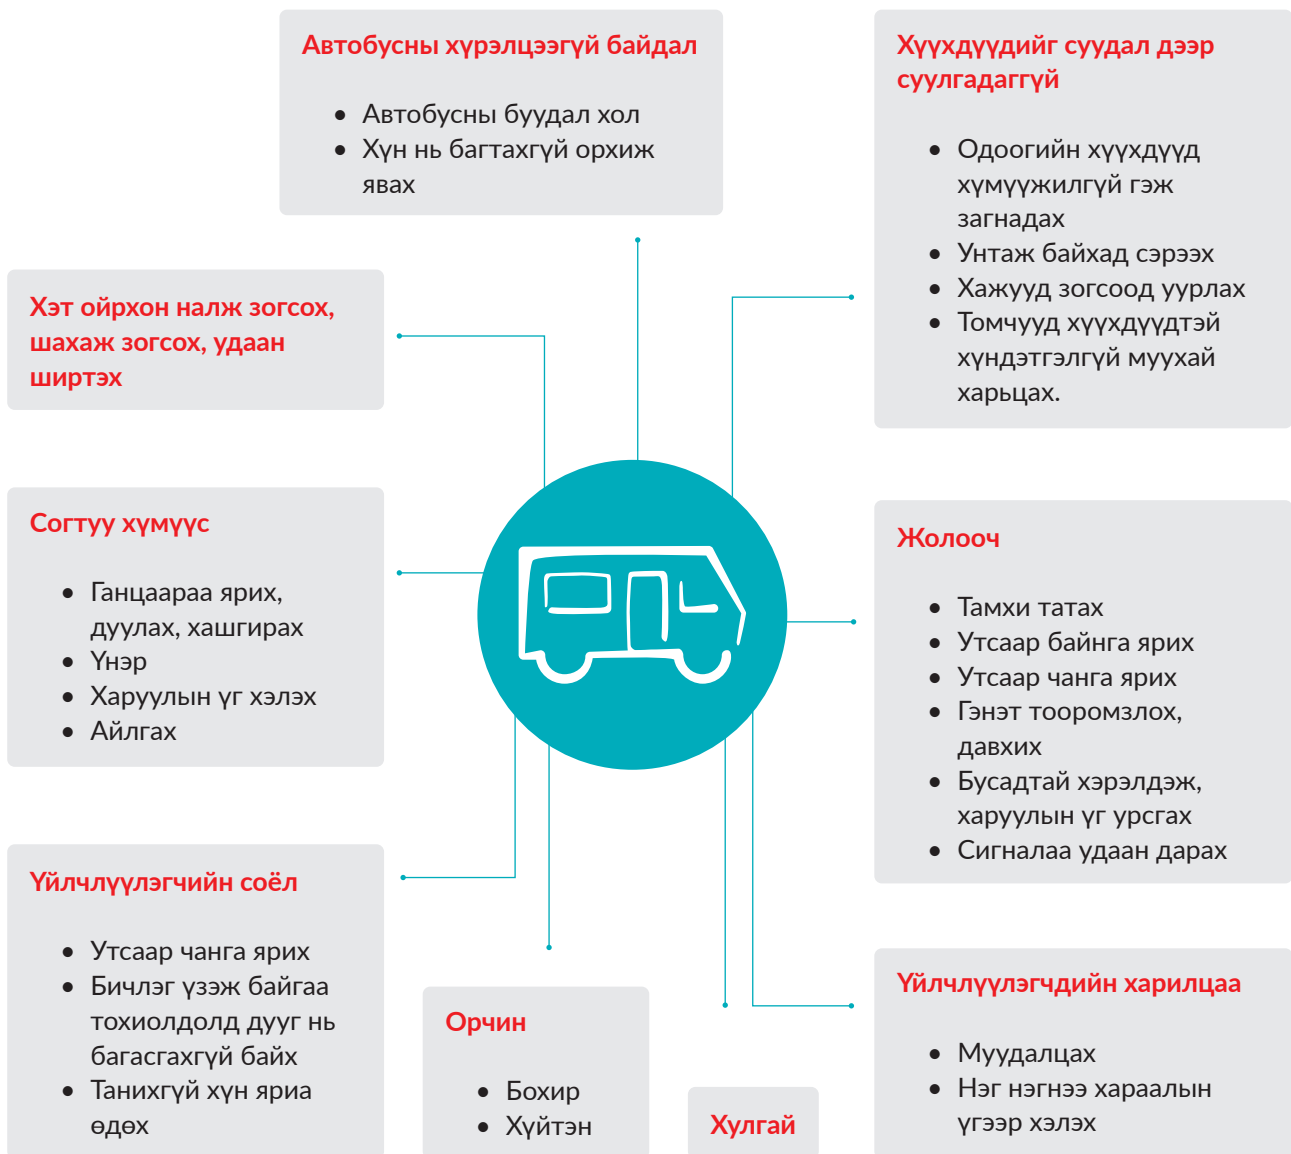 Автобусны хүрэлцээгүй байдал
• Автобусны буудал хол
• Хүн нь багтахгүй орхиж
явах
Хүүхдүүдийг суудал дээр
суулгадаггүй
• Одоогийн хүүхдүүд
хүмүүжилгүй гэж
загнадах
• Унтаж байхад сэрээх
• Хажууд зогсоод уурлах
• Томчууд хүүхдүүдтэй
хүндэтгэлгүй муухай
харьцах.
Хэт ойрхон налж зогсох,
шахаж зогсох, удаан
ширтэх
Согтуу хүмүүс
• Ганцаараа ярих,
дуулах, хашгирах
• Үнэр
• Харуулын үг хэлэх
• Айлгах
Жолооч
• Тамхи татах
• Утсаар байнга ярих
• Утсаар чанга ярих
• Гэнэт тооромзлох,
давхих
• Бусадтай хэрэлдэж,
харуулын үг урсгах
• Сигналаа удаан дарах
Үйлчлүүлэгчийн соёл
• Утсаар чанга ярих
• Бичлэг үзэж байгаа
тохиолдолд дууг нь
багасгахгүй байх
• Танихгүй хүн яриа
өдөх
Орчин
• Бохир
• Хүйтэн
Хулгай
Үйлчлүүлэгчдийн харилцаа
• Муудалцах
• Нэг нэгнээ хараалын
үгээр хэлэх